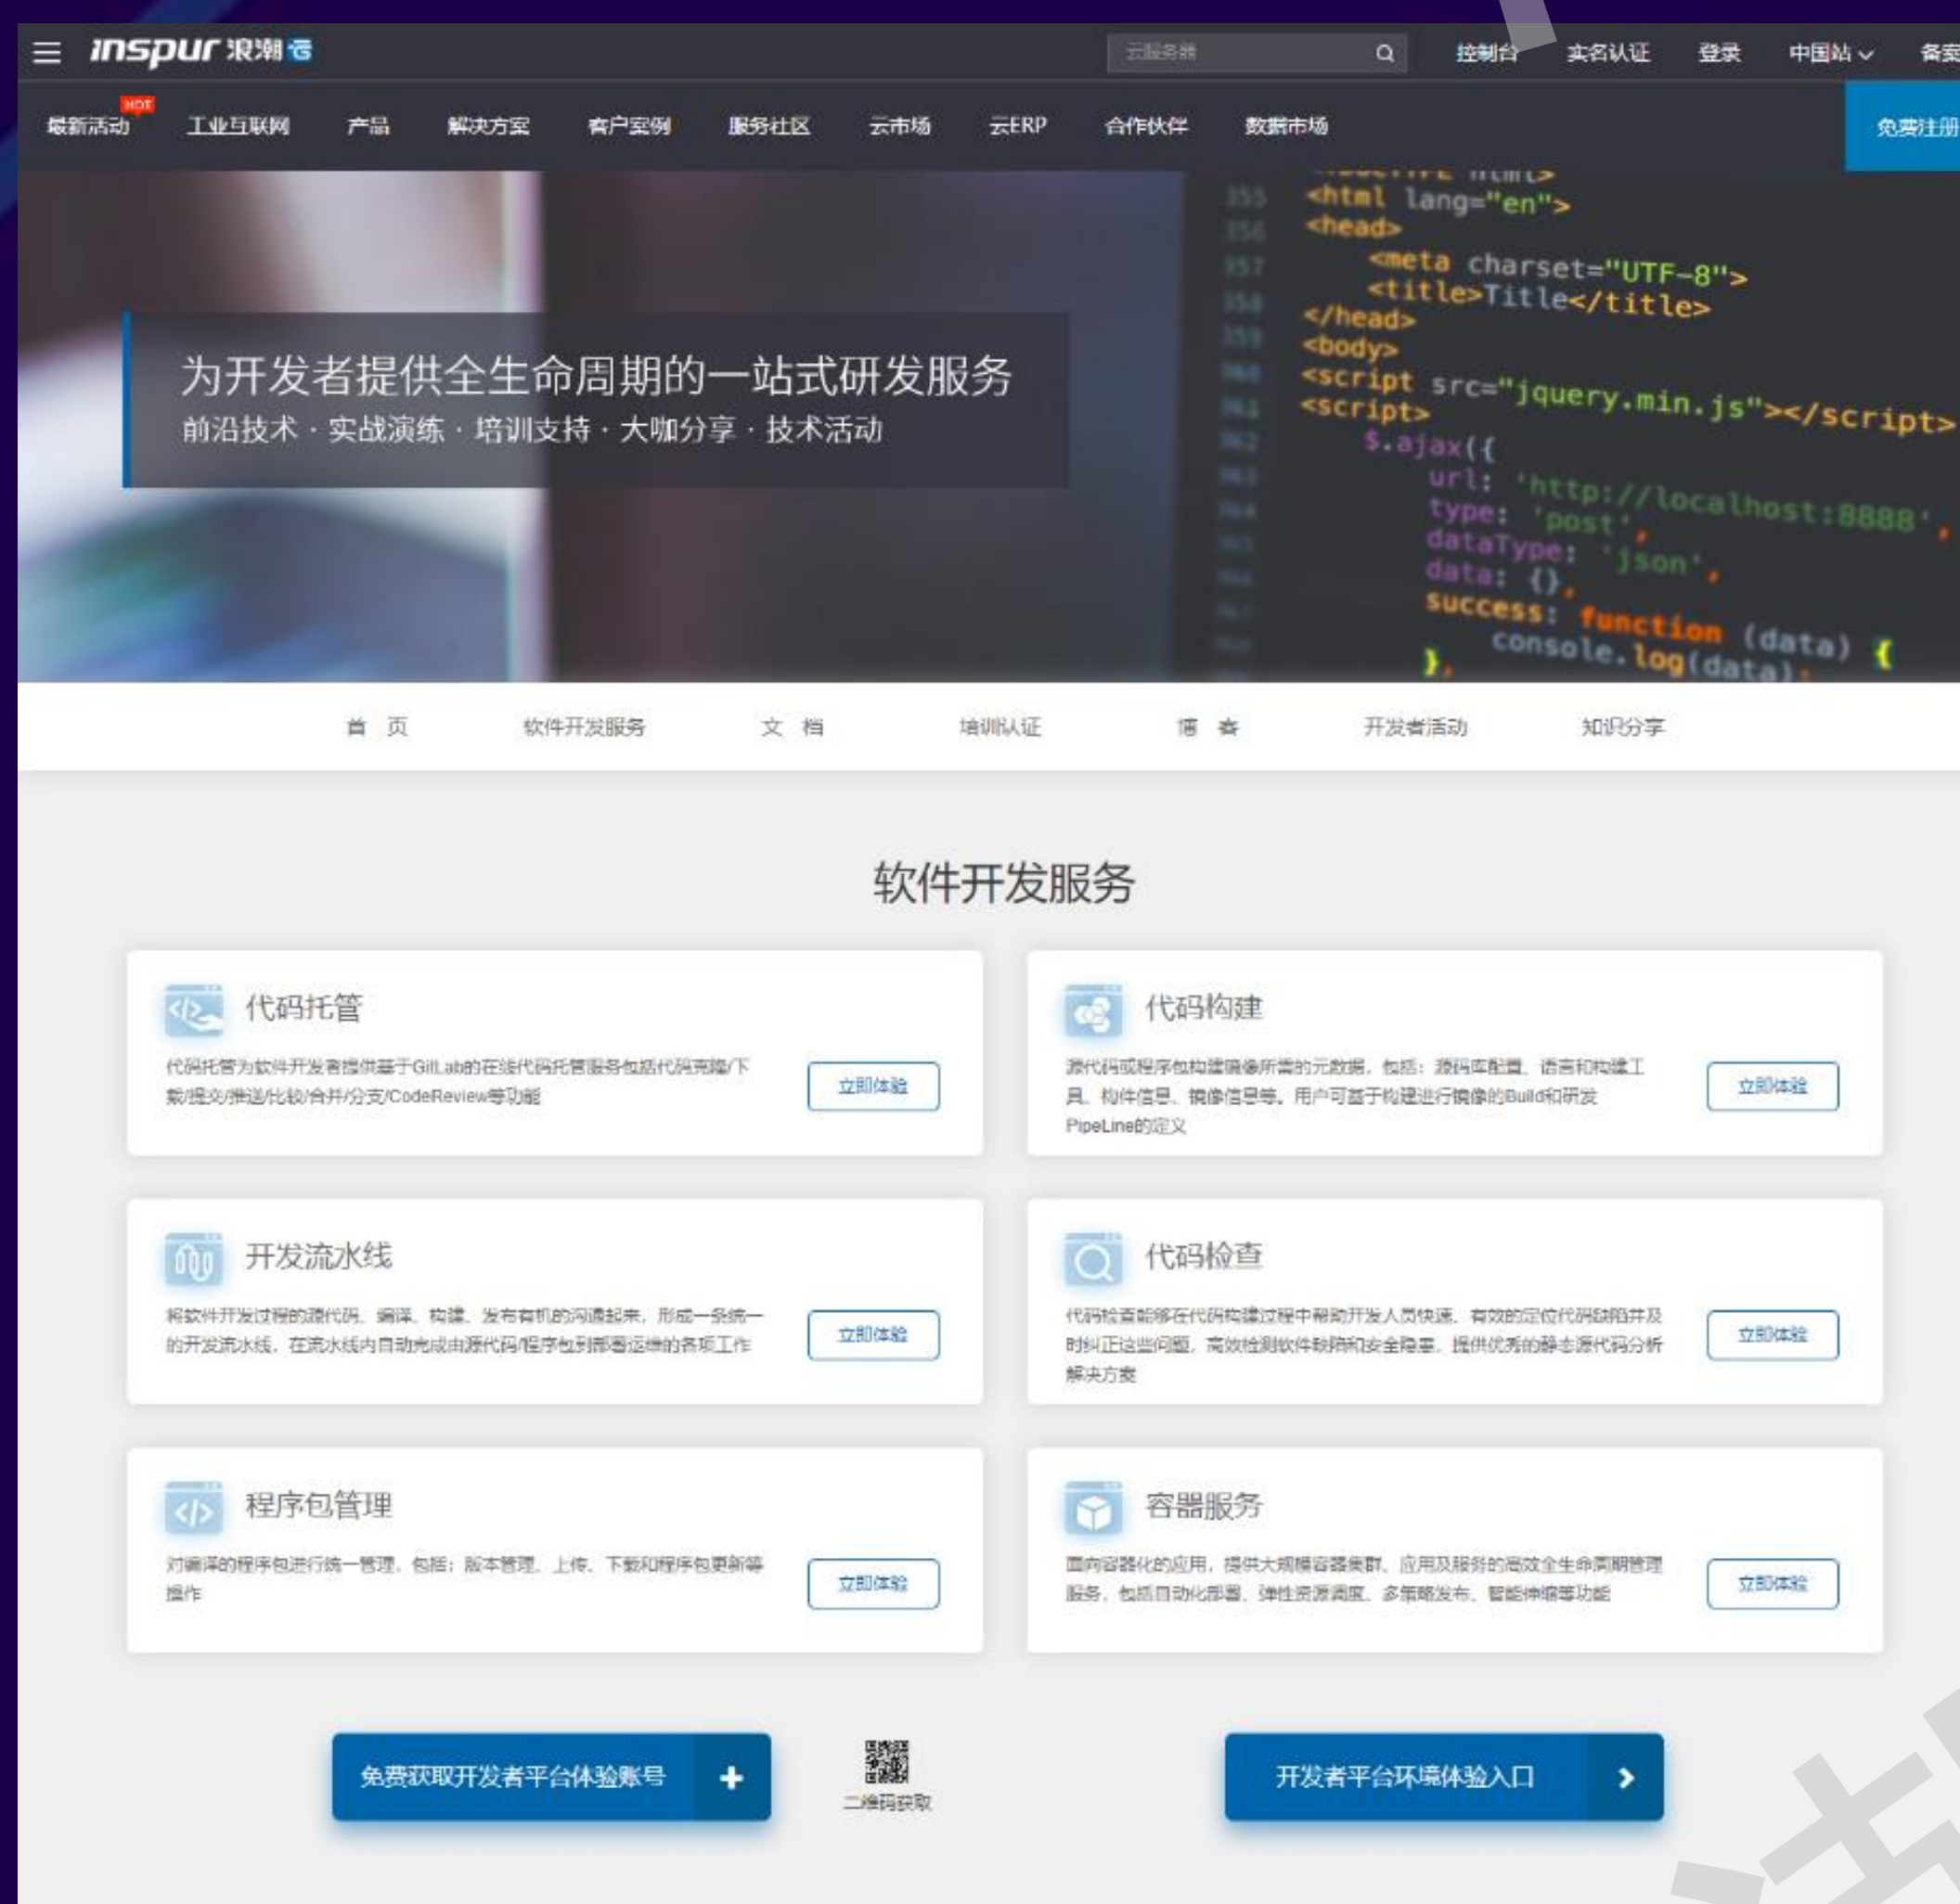 inspur 浪潮云
云服务器
控制台
实名认证
登录
中国站
备案
最新活动
HOT
工业互联网
产品
解决方案
客户案例
服务社区
云市场
云ERP
合作伙伴
数据市场
免费注册
为开发者提供全生命周期的一站式研发服务
前沿技术 · 实战演练 · 培训支持 · 大咖分享 · 技术活动
355 <html lang="en">
356 <head>
357 <meta charset="UTF-8">
358 <title>Title</title>
</head>
359 <body>
360 <script src="jquery.min.js"></script>
361 <script>
362 $.ajax({
363 url: 'http://localhost:8888',
364 type: 'post',
365 dataType: 'json',
data: {},
success: function (data) {
console.log(data);
},
首 页
软件开发服务
文 档
培训认证
博 客
开发者活动
知识分享
软件开发服务
代码托管
代码托管为软件开发者提供基于GitLab的在线代码托管服务包括代码克隆/下
载/提交/推送/比较/合并/分支/CodeReview等功能
立即体验
代码构建
源代码或程序包构建镜像所需的元数据，包括：源码库配置、语言和构建工
具、构件信息、镜像信息等。用户可基于构建进行镜像的Build和研发
PipeLine的定义
立即体验
开发流水线
将软件开发过程的源代码、编译、构建、发布有机的沟通起来，形成一条统一
的开发流水线，在流水线内自动完成由源代码/程序包到部署运维的各项工作
立即体验
代码检查
代码检查能够在代码构建过程中帮助开发人员快速、有效的定位代码缺陷并及
时纠正这些问题，高效检测软件缺陷和安全隐患，提供优秀的静态源代码分析
解决方案
立即体验
程序包管理
对编译的程序包进行统一管理，包括：版本管理、上传、下载和程序包更新等
操作
立即体验
容器服务
面向容器化的应用，提供大规模容器集群、应用及服务的高效全生命周期管理
服务，包括自动化部署、弹性资源调度、多策略发布、智能伸缩等功能
立即体验
免费获取开发者平台体验账号
二维码获取
开发者平台环境体验入口